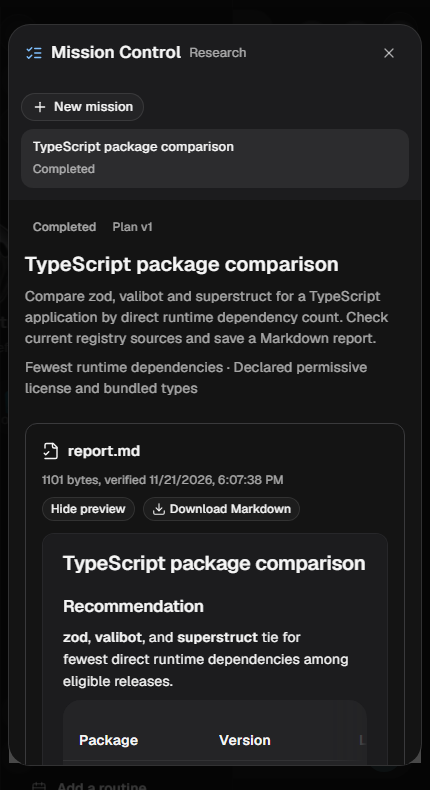 Mission Control Research
New mission
TypeScript package comparison
Completed
Completed Plan v1
TypeScript package comparison
Compare zod, valibot and superstruct for a TypeScript
application by direct runtime dependency count. Check
current registry sources and save a Markdown report.
Fewest runtime dependencies · Declared permissive
license and bundled types
report.md
1101 bytes, verified 11/21/2026, 6:07:38 PM
Hide preview Download Markdown
TypeScript package comparison
Recommendation
zod, valibot, and superstruct tie for
fewest direct runtime dependencies among
eligible releases.
Package Version L
Add a routine